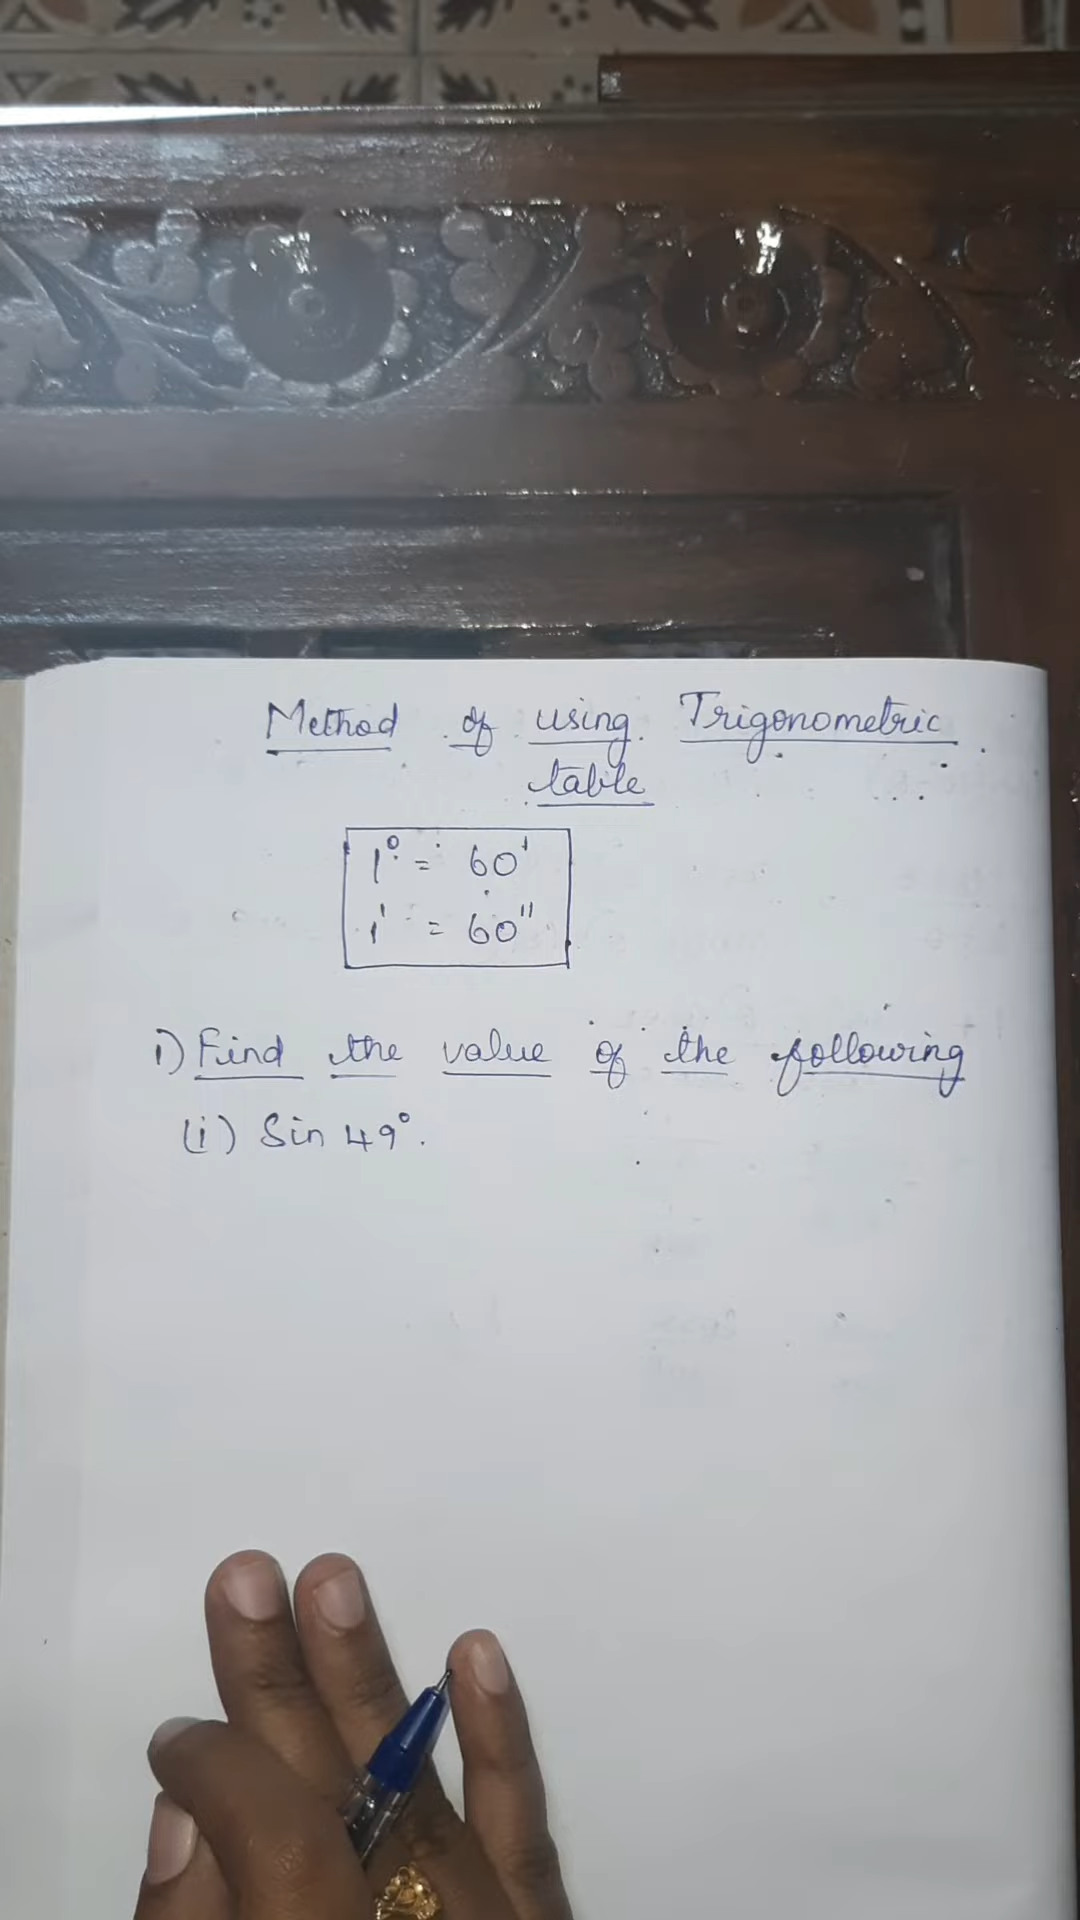 Method of using Trigonometric
table
1° = 60'
1' = 60"
1) Find the value of the following
(i) Sin 49°.